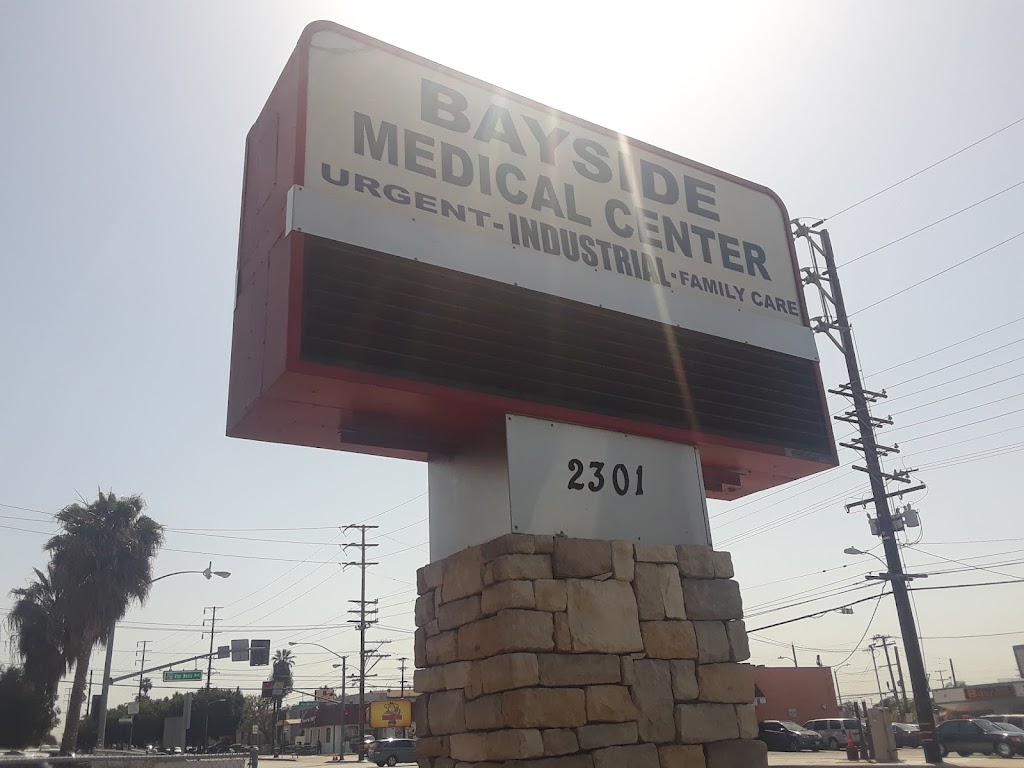 BAYSIDE
MEDICAL CENTER
URGENT-INDUSTRIAL·FAMILY CARE
2301